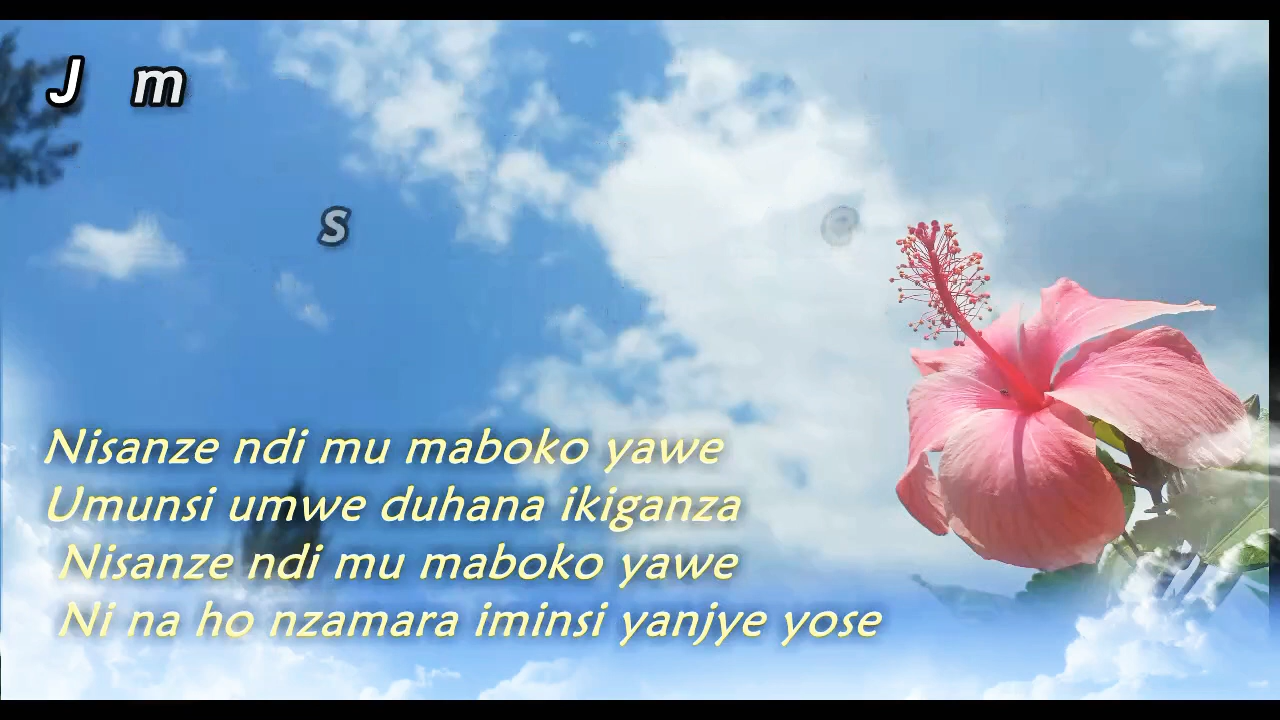 J m
s
Nisanze ndi mu maboko yawe
Umunsi umwe duhana ikiganza
Nisanze ndi mu maboko yawe
Ni na ho nzamara iminsi yanjye yose